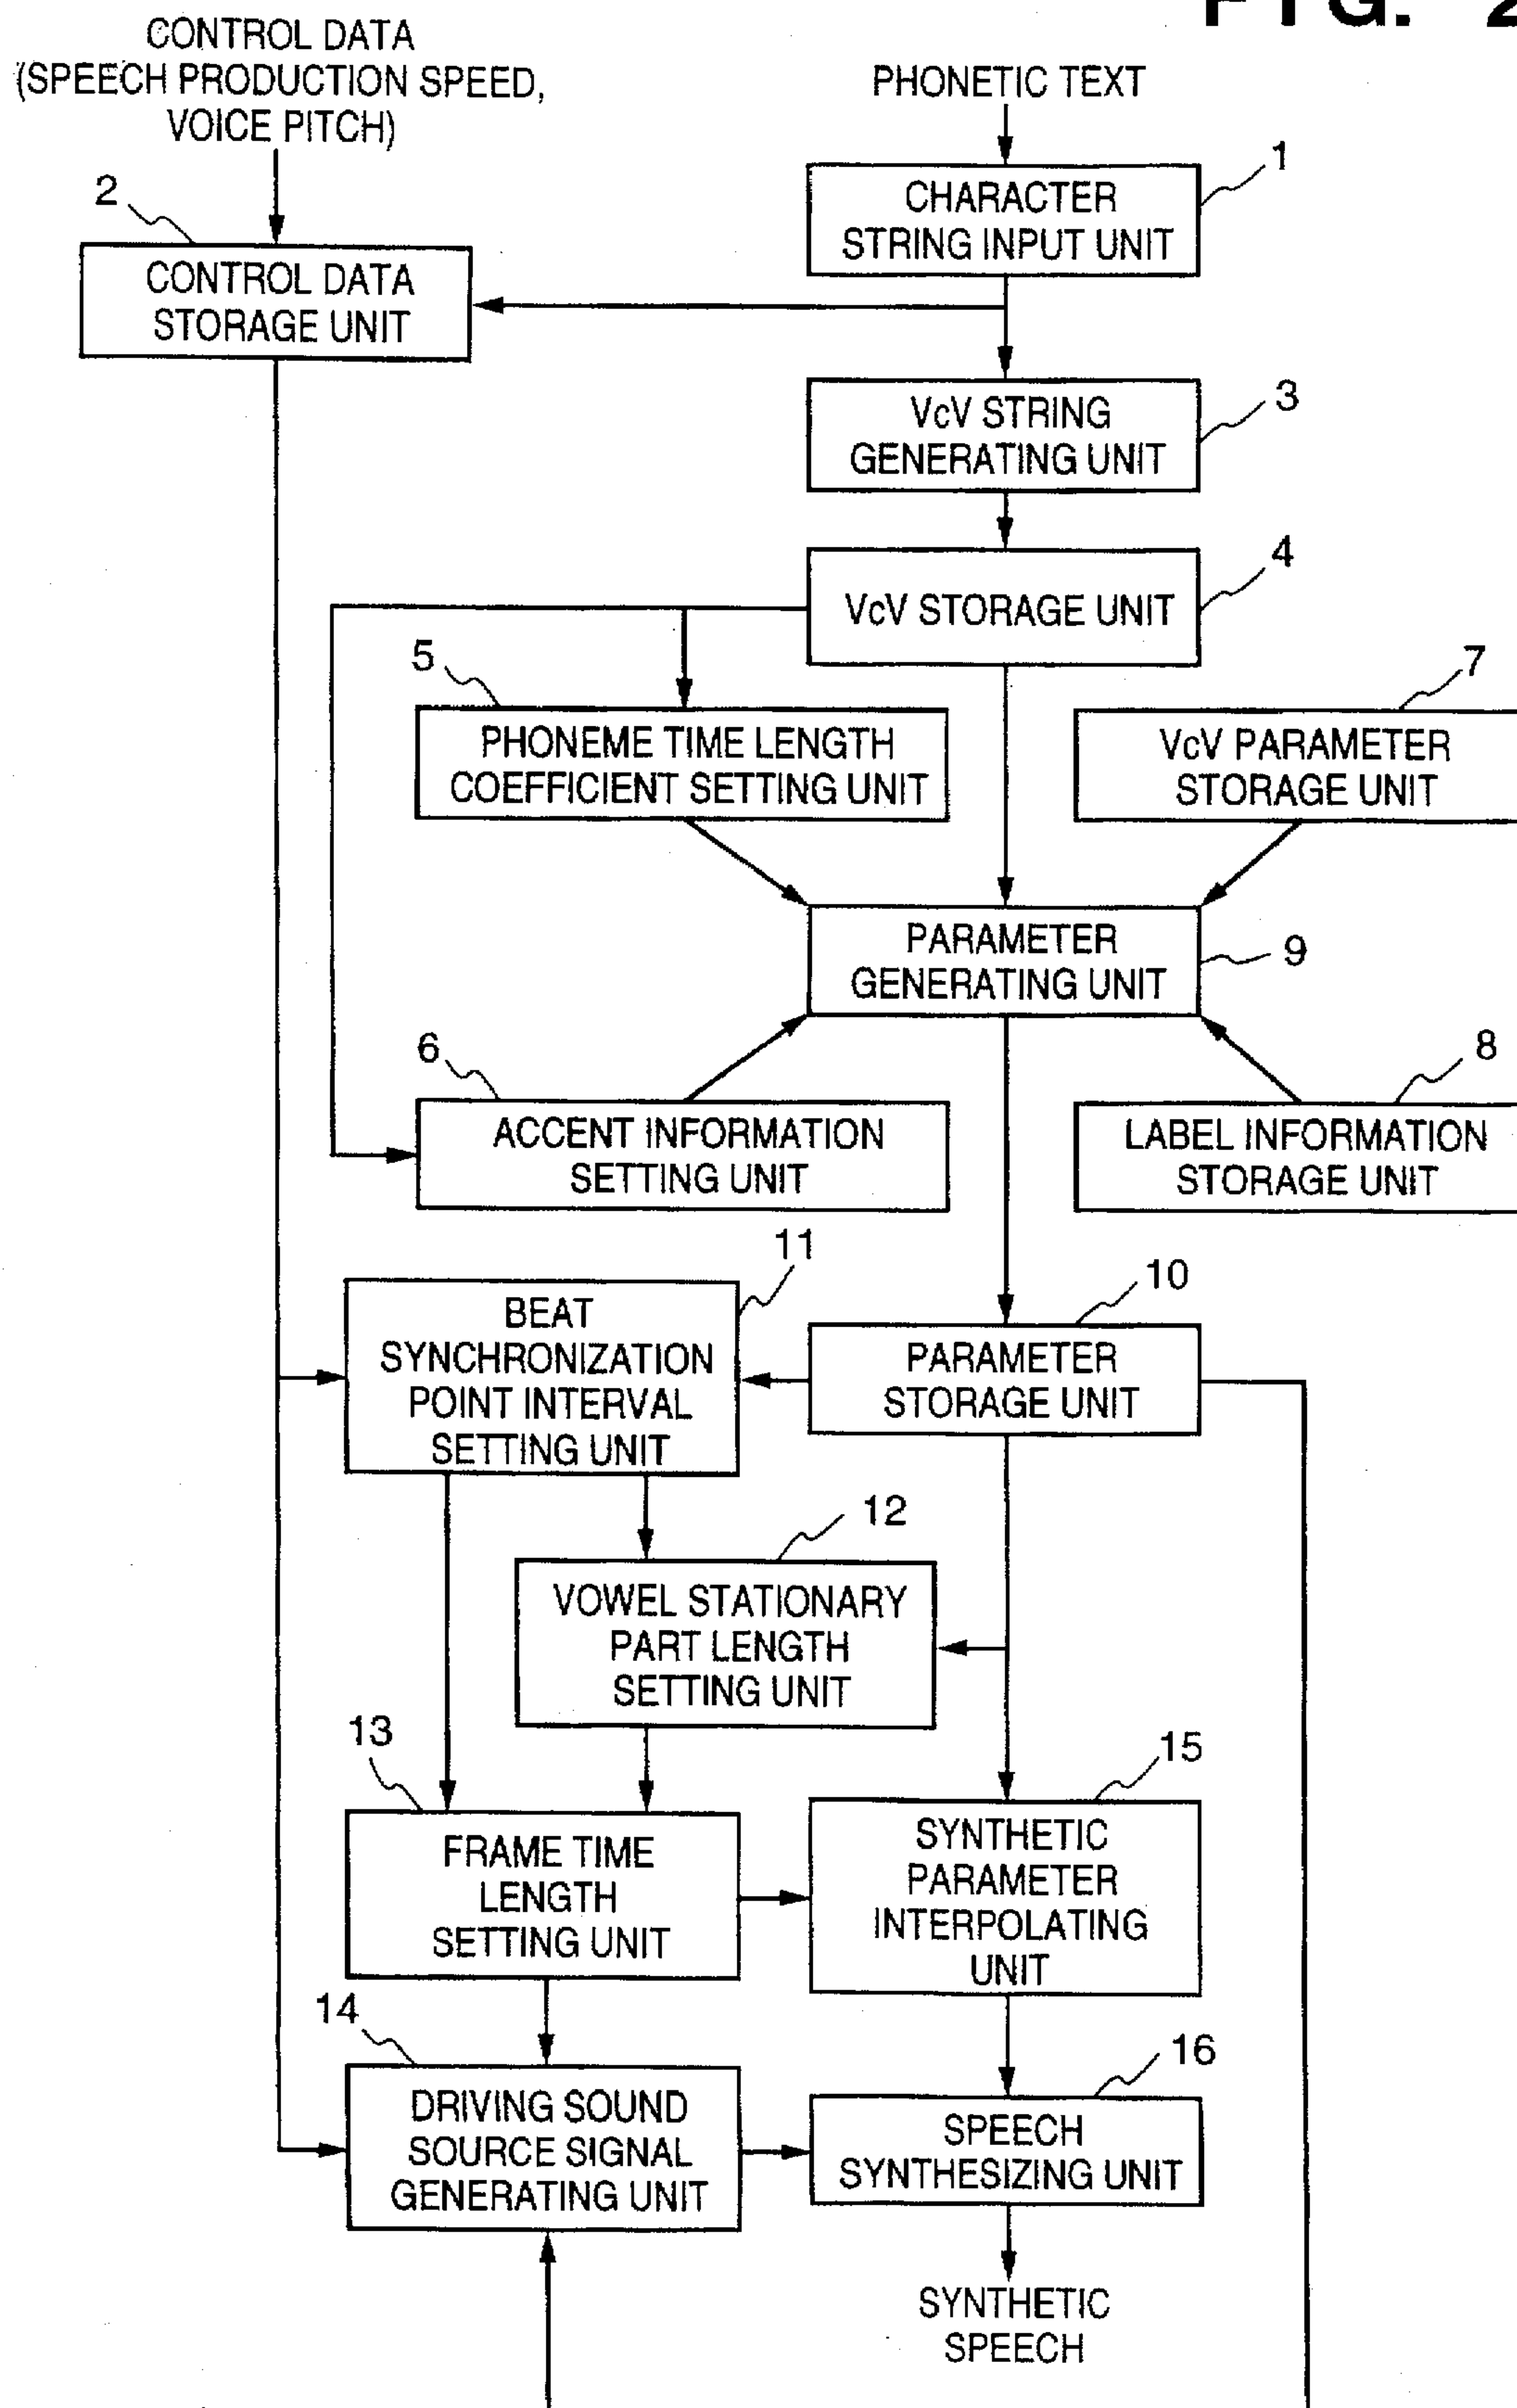 FIG. 2
CONTROL DATA
(SPEECH PRODUCTION SPEED,
VOICE PITCH)
PHONETIC TEXT
1
CHARACTER
STRING INPUT UNIT
2
CONTROL DATA
STORAGE UNIT
3
VcV STRING
GENERATING UNIT
4
VcV STORAGE UNIT
5
PHONEME TIME LENGTH
COEFFICIENT SETTING UNIT
7
VcV PARAMETER
STORAGE UNIT
PARAMETER
GENERATING UNIT
9
6
ACCENT INFORMATION
SETTING UNIT
8
LABEL INFORMATION
STORAGE UNIT
11
BEAT
SYNCHRONIZATION
POINT INTERVAL
SETTING UNIT
10
PARAMETER
STORAGE UNIT
12
VOWEL STATIONARY
PART LENGTH
SETTING UNIT
13
FRAME TIME
LENGTH
SETTING UNIT
15
SYNTHETIC
PARAMETER
INTERPOLATING
UNIT
14
DRIVING SOUND
SOURCE SIGNAL
GENERATING UNIT
16
SPEECH
SYNTHESIZING UNIT
SYNTHETIC
SPEECH